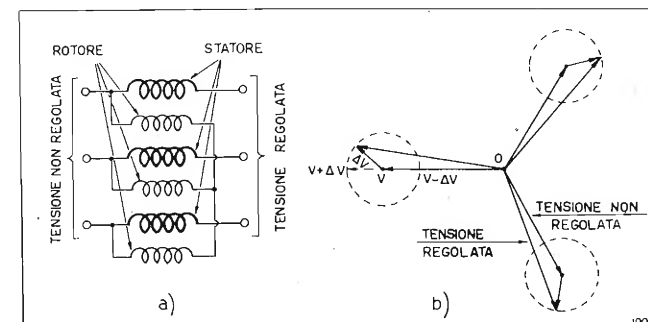 ROTORE
STATORE
TENSIONE NON REGOLATA
TENSIONE REGOLATA
a)
O
V+ΔV
ΔV
V
V-ΔV
TENSIONE NON
REGOLATA
TENSIONE
REGOLATA
b)